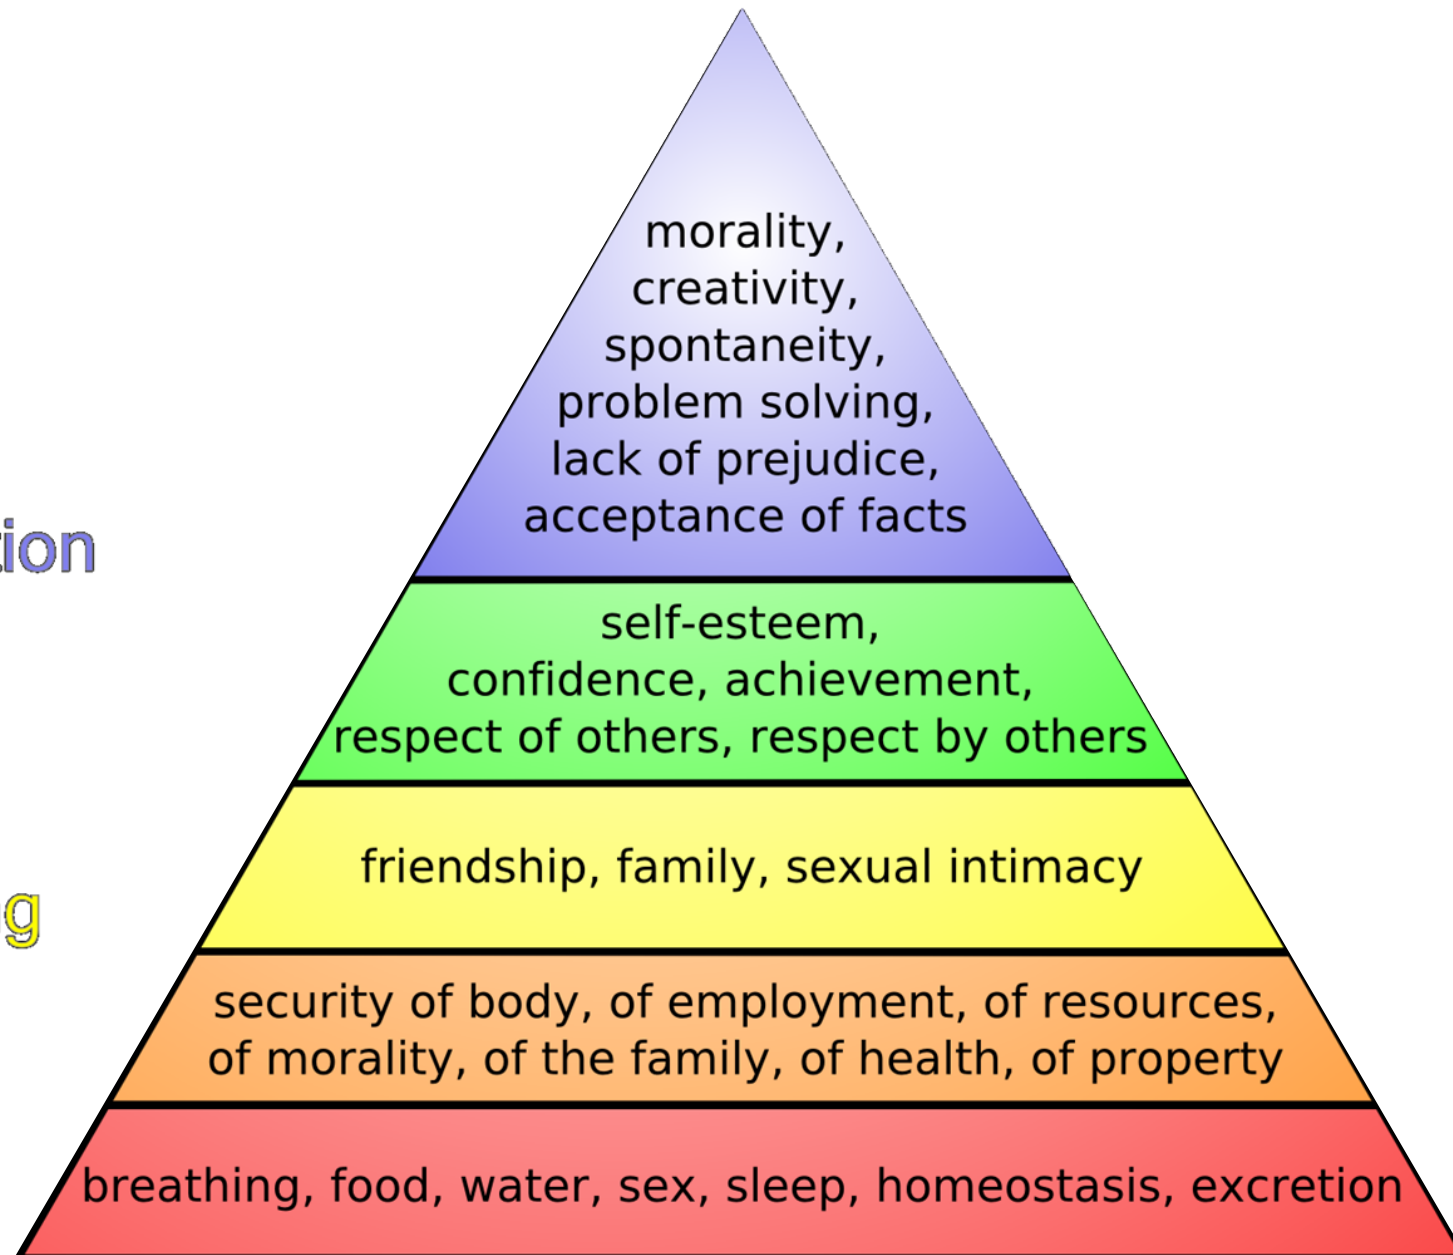 morality,
creativity,
spontaneity,
problem solving,
lack of prejudice,
acceptance of facts
tion
self-esteem,
confidence, achievement,
respect of others, respect by others
friendship, family, sexual intimacy
g
security of body, of employment, of resources,
of morality, of the family, of health, of property
breathing, food, water, sex, sleep, homeostasis, excretion